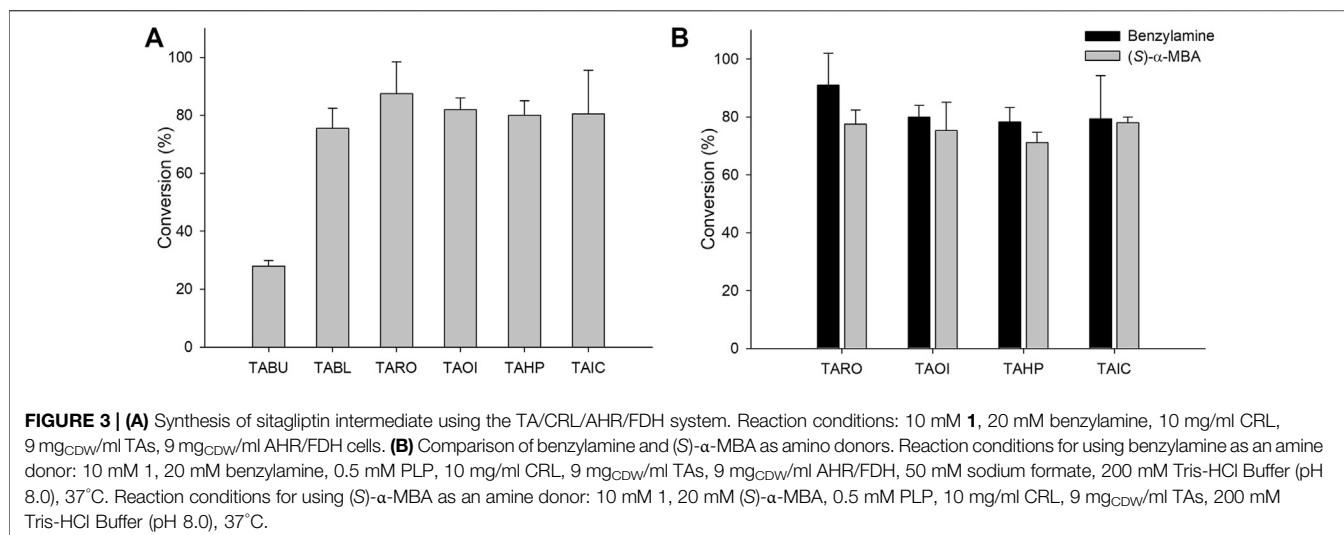 A
B
Benzylamine
(S)-α-MBA
Conversion (%)
100
80
60
40
20
0
TABU TABL TARO TAOI TAHP TAIC
Conversion (%)
100
80
60
40
20
0
TARO TAOI TAHP TAIC
FIGURE 3 | (A) Synthesis of sitagliptin intermediate using the TA/CRL/AHR/FDH system. Reaction conditions: 10 mM 1, 20 mM benzylamine, 10 mg/ml CRL,
9 mgCDW/ml TAs, 9 mgCDW/ml AHR/FDH cells. (B) Comparison of benzylamine and (S)-α-MBA as amino donors. Reaction conditions for using benzylamine as an amine
donor: 10 mM 1, 20 mM benzylamine, 0.5 mM PLP, 10 mg/ml CRL, 9 mgCDW/ml TAs, 9 mgCDW/ml AHR/FDH, 50 mM sodium formate, 200 mM Tris-HCl Buffer (pH
8.0), 37°C. Reaction conditions for using (S)-α-MBA as an amine donor: 10 mM 1, 20 mM (S)-α-MBA, 0.5 mM PLP, 10 mg/ml CRL, 9 mgCDW/ml TAs, 200 mM
Tris-HCl Buffer (pH 8.0), 37°C.